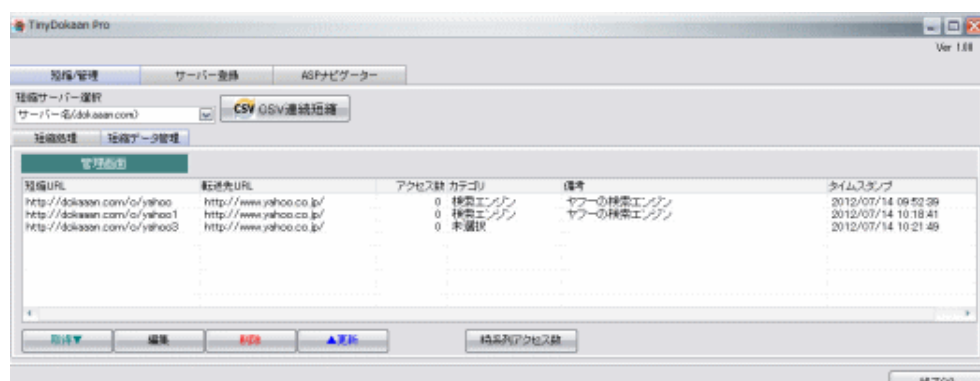 TinyDokaan Pro
Ver 1.00
短縮/管理 サーバー登録 ASPナビゲーター
短縮サーバー選択
サーバー名/(dokaaan.com) CSV CSV連続短縮
短縮処理 短縮データ管理
管理画面
短縮URL 転送先URL アクセス数 カテゴリ 備考 タイムスタンプ
http://dokaaan.com/o/yahoo http://www.yahoo.co.jp/ 0 検索エンジン ヤフーの検索エンジン 2012/07/14 09:52:39
http://dokaaan.com/o/yahoo1 http://www.yahoo.co.jp/ 0 検索エンジン ヤフーの検索エンジン 2012/07/14 10:18:41
http://dokaaan.com/o/yahoo3 http://www.yahoo.co.jp/ 0 未選択 2012/07/14 10:21:49
取得▼ 編集 削除 ▲更新 時系列アクセス数